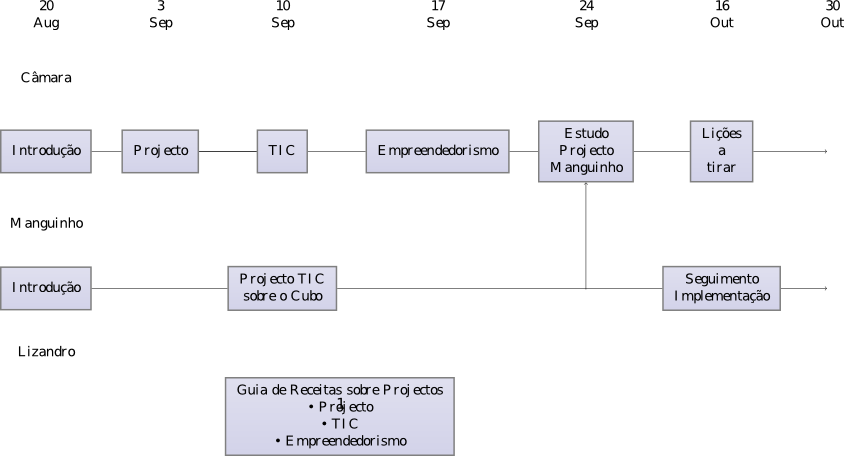 20 3 10 17 24 16 30
Aug Sep Sep Sep Sep Out Out
Câmara
Introdução
Projecto
TIC
Empreendedorismo
Estudo
Projecto
Manguinho
Lições
a
tirar
Manguinho
Introdução
Projecto TIC
sobre o Cubo
Seguimento
Implementação
Lizandro
Guia de Receitas sobre Projectos
1
• Projecto
• TIC
• Empreendedorismo